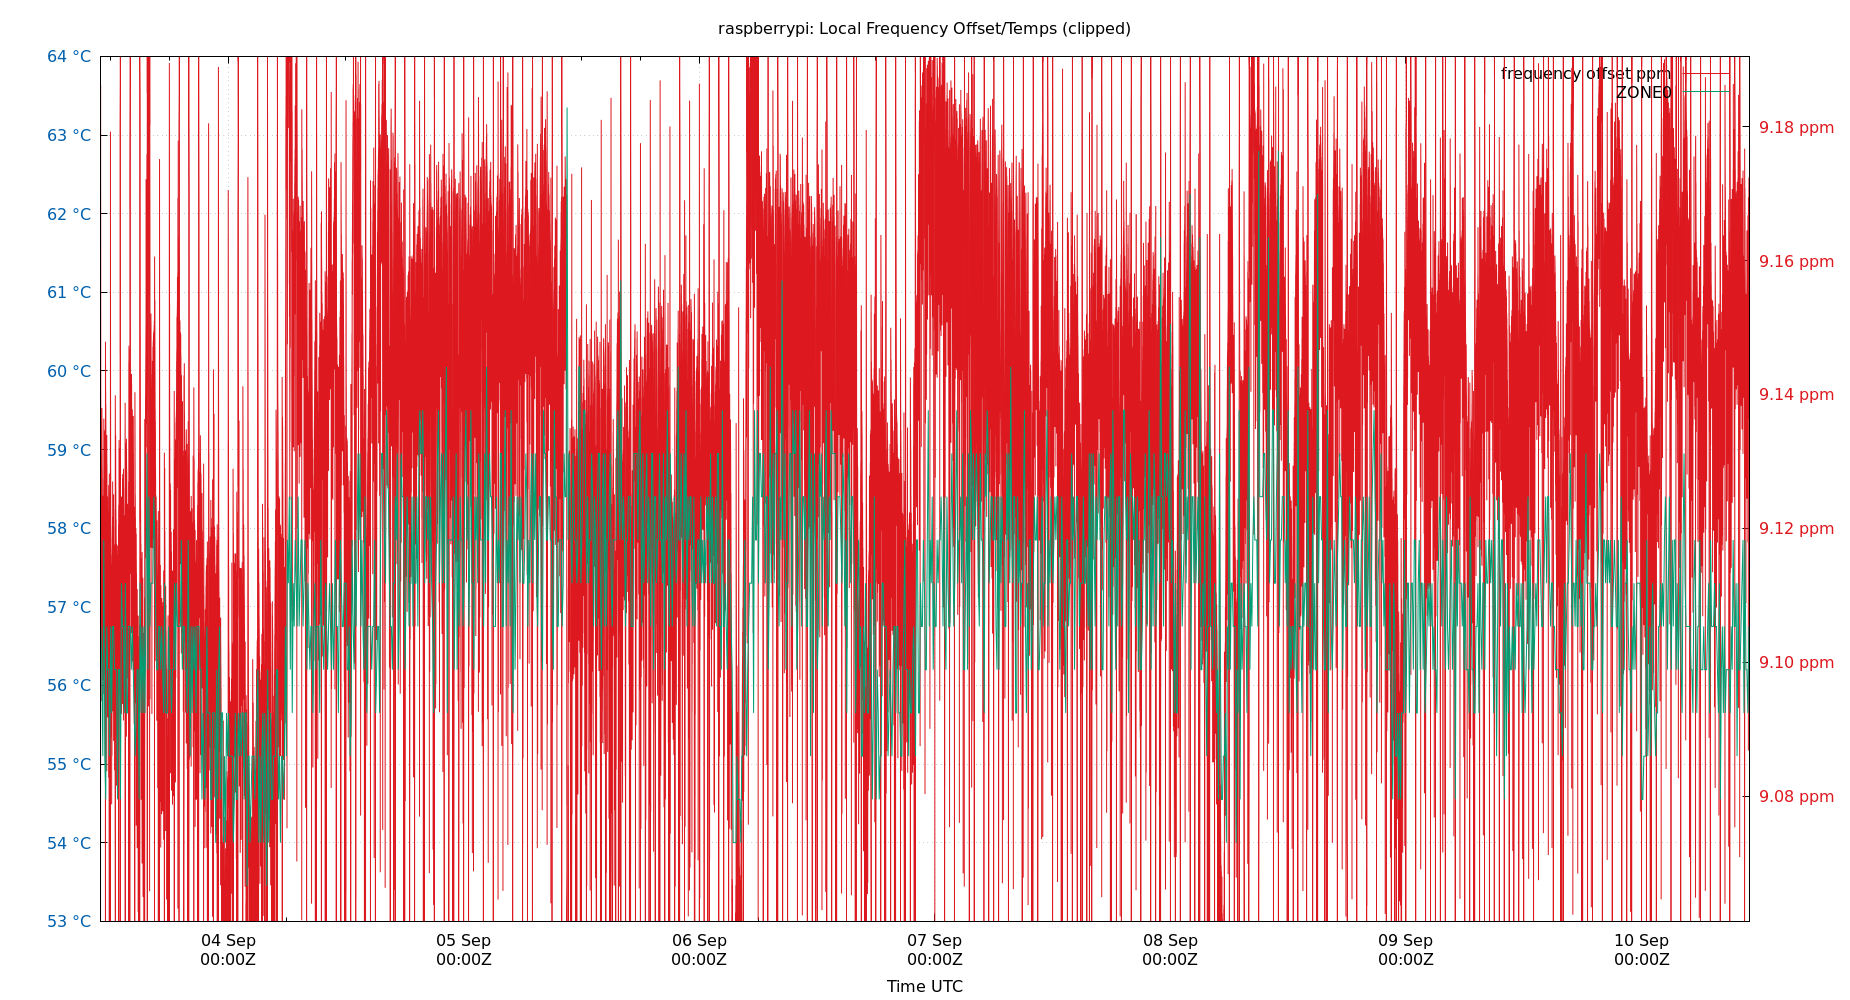 raspberrypi: Local Frequency Offset/Temps (clipped)
64 °C
63 °C
62 °C
61 °C
60 °C
59 °C
58 °C
57 °C
56 °C
55 °C
54 °C
53 °C
frequency offset ppm
ZONE0
9.18 ppm
9.16 ppm
9.14 ppm
9.12 ppm
9.10 ppm
9.08 ppm
04 Sep
00:00Z
05 Sep
00:00Z
06 Sep
00:00Z
07 Sep
00:00Z
08 Sep
00:00Z
09 Sep
00:00Z
10 Sep
00:00Z
Time UTC